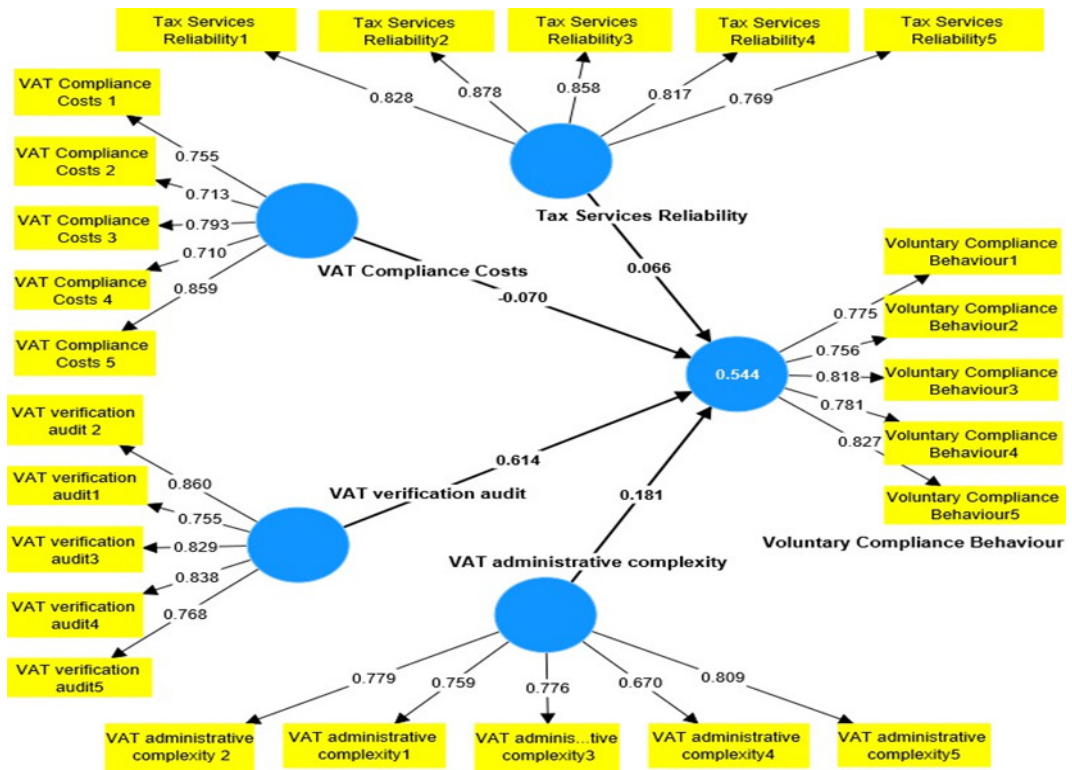 Tax Services
Reliability1
Tax Services
Reliability2
Tax Services
Reliability3
Tax Services
Reliability4
Tax Services
Reliability5
0.828
0.878
0.858
0.817
0.769
Tax Services Reliability
0.066
VAT Compliance
Costs 1
VAT Compliance
Costs 2
VAT Compliance
Costs 3
VAT Compliance
Costs 4
VAT Compliance
Costs 5
0.755
0.713
0.793
0.710
0.859
VAT Compliance Costs
-0.070
Voluntary Compliance
Behaviour1
Voluntary Compliance
Behaviour2
Voluntary Compliance
Behaviour3
Voluntary Compliance
Behaviour4
Voluntary Compliance
Behaviour5
0.775
0.756
0.818
0.781
0.827
0.544
Voluntary Compliance Behaviour
VAT verification
audit 2
VAT verification
audit1
VAT verification
audit3
VAT verification
audit4
VAT verification
audit5
0.860
0.755
0.829
0.838
0.768
VAT verification audit
0.614
0.181
VAT administrative complexity
0.779
0.759
0.776
0.670
0.809
VAT administrative
complexity 2
VAT administrative
complexity1
VAT adminis...tive
complexity3
VAT administrative
complexity4
VAT administrative
complexity5